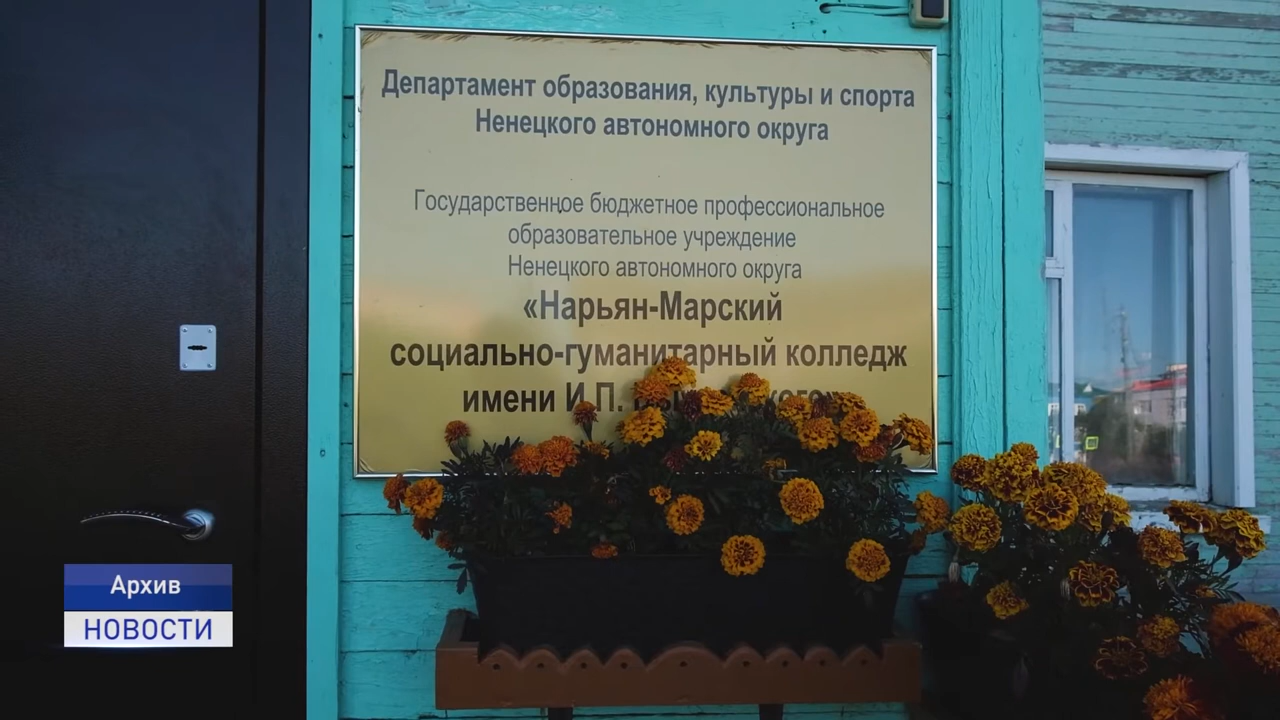 Департамент образования, культуры и спорта
Ненецкого автономного округа
Государственное бюджетное профессиональное
образовательное учреждение
Ненецкого автономного округа
«Нарьян-Марский
социально-гуманитарный колледж
имени И.П.
Архив
НОВОСТИ